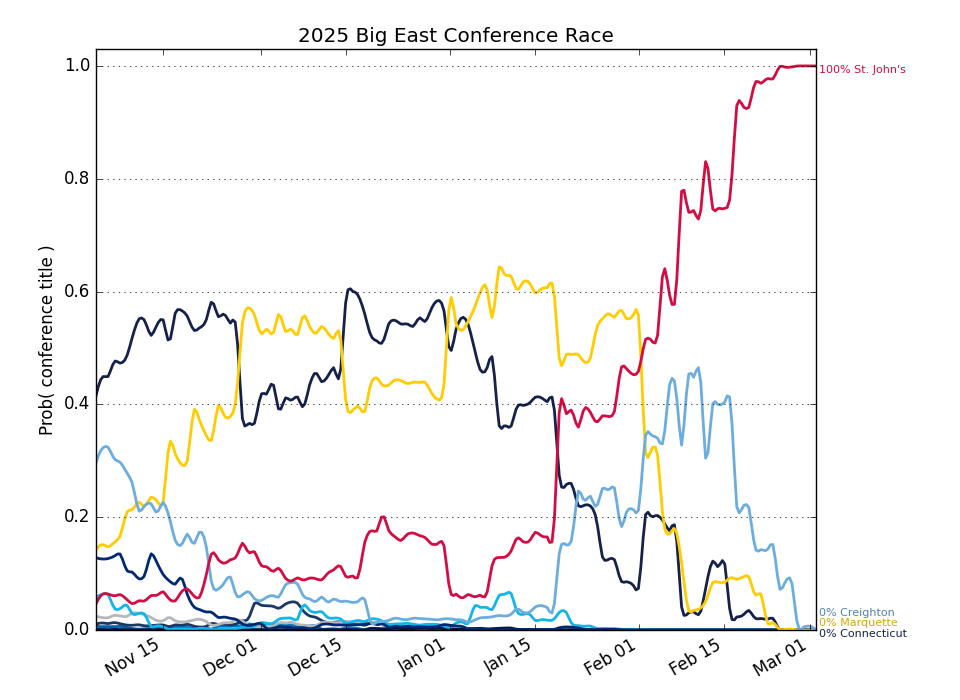 2025 Big East Conference Race
Prob( conference title )
1.0
0.8
0.6
0.4
0.2
0.0
100% St. John's
0% Creighton
0% Marquette
0% Connecticut
Nov 15
Dec 01
Dec 15
Jan 01
Jan 15
Feb 01
Feb 15
Mar 01